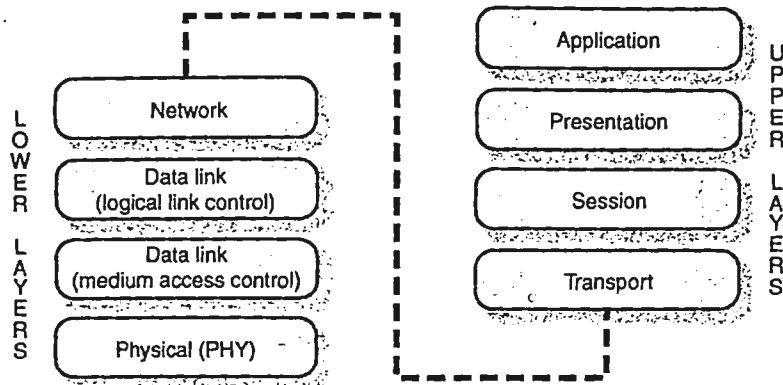 LOWER LAYERS
Network
Data link
(logical link control)
Data link
(medium access control)
Physical (PHY)
Application
Presentation
Session
Transport
UPPER LAYERS